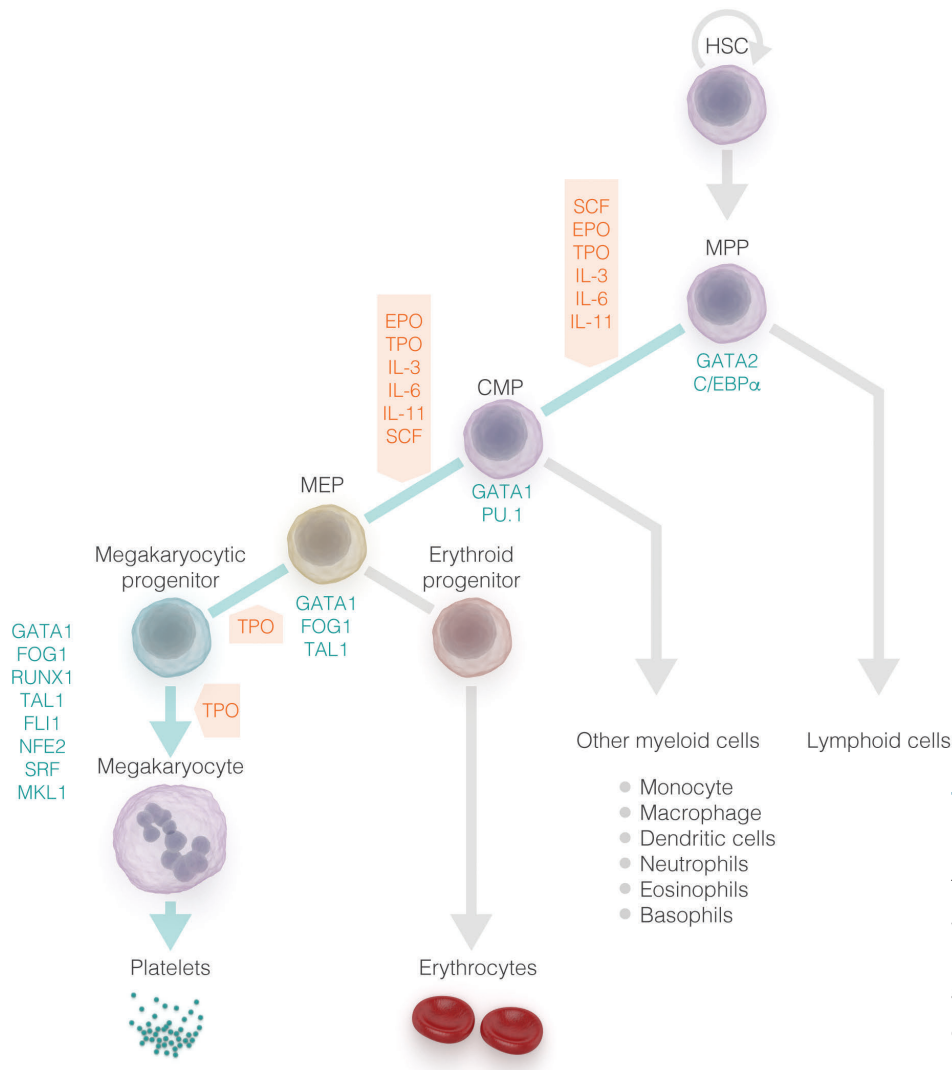 HSC
MPP
GATA2
C/EBPα
SCF
EPO
TPO
IL-3
IL-6
IL-11
CMP
GATA1
PU.1
EPO
TPO
IL-3
IL-6
IL-11
SCF
MEP
GATA1
FOG1
TAL1
Megakaryocytic
progenitor
TPO
Erythroid
progenitor
GATA1
FOG1
RUNX1
TAL1
FLI1
NFE2
SRF
MKL1
TPO
Megakaryocyte
Platelets
Erythrocytes
Other myeloid cells
Monocyte
Macrophage
Dendritic cells
Neutrophils
Eosinophils
Basophils
Lymphoid cells